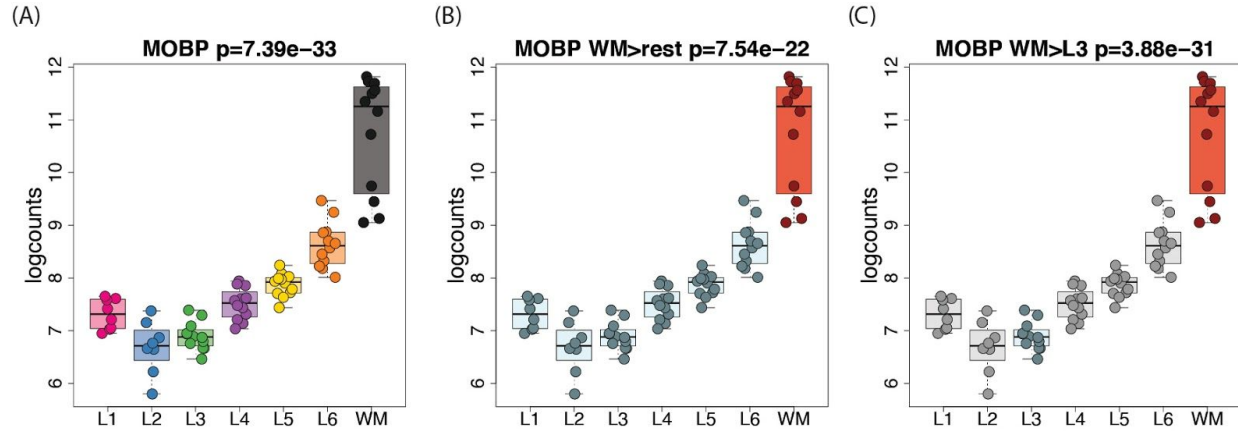 (A)
MOBP p=7.39e−33
logcounts
12
11
10
9
8
7
6
L1 L2 L3 L4 L5 L6 WM
(B)
MOBP WM>rest p=7.54e−22
logcounts
12
11
10
9
8
7
6
L1 L2 L3 L4 L5 L6 WM
(C)
MOBP WM>L3 p=3.88e−31
logcounts
12
11
10
9
8
7
6
L1 L2 L3 L4 L5 L6 WM